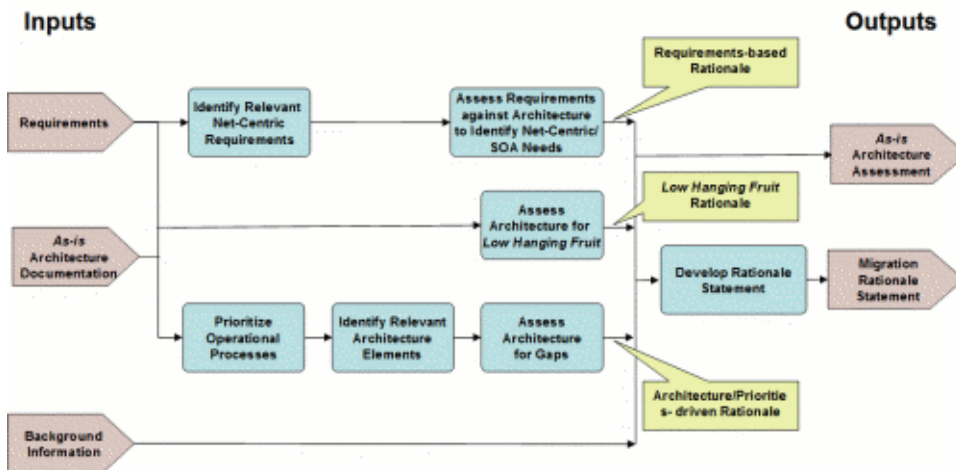 Inputs
Outputs
Requirements
Identify Relevant
Net-Centric
Requirements
Assess Requirements
against Architecture
to Identify Net-Centric/
SOA Needs
Requirements-based
Rationale
As-is
Architecture
Assessment
As-is
Architecture
Documentation
Assess
Architecture for
Low Hanging Fruit
Low Hanging Fruit
Rationale
Develop Rationale
Statement
Migration
Rationale
Statement
Prioritize
Operational
Processes
Identify Relevant
Architecture
Elements
Assess
Architecture
for Gaps
Architecture/Prioritie
s- driven Rationale
Background
Information